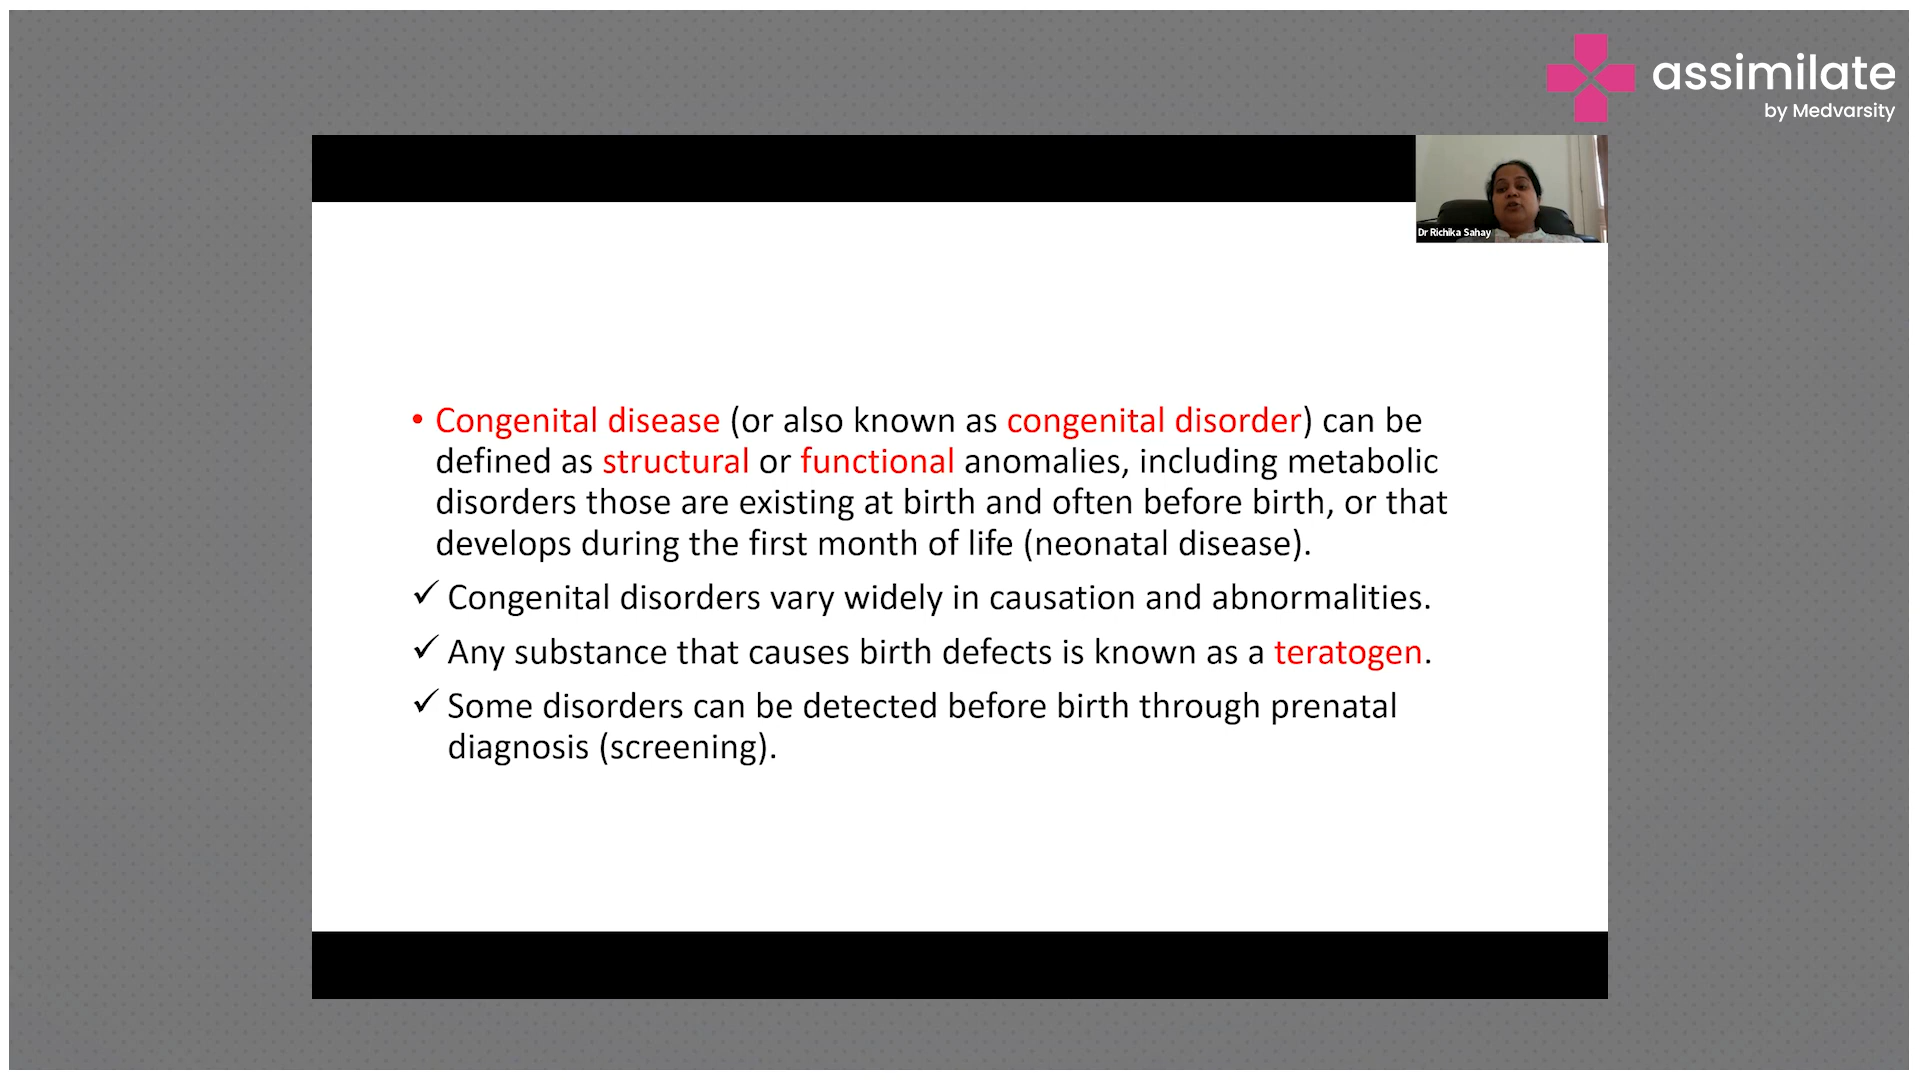 assimilate
by Medvarsity
Dr Richika Sahay
• Congenital disease (or also known as congenital disorder) can be
defined as structural or functional anomalies, including metabolic
disorders those are existing at birth and often before birth, or that
develops during the first month of life (neonatal disease).
✓ Congenital disorders vary widely in causation and abnormalities.
✓ Any substance that causes birth defects is known as a teratogen.
✓ Some disorders can be detected before birth through prenatal
diagnosis (screening).